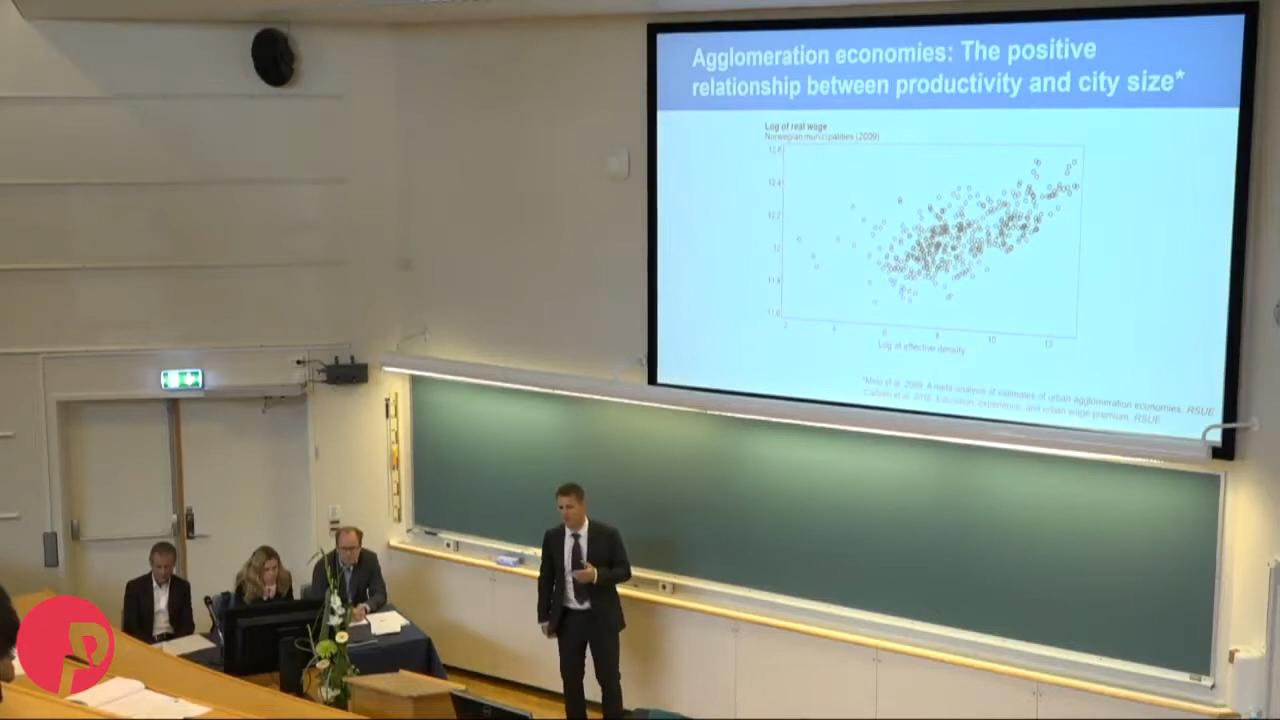 Agglomeration economies: The positive
relationship between productivity and city size*
Log of real wage
Norwegian municipalities (2009)
12.6
12.4
12.2
12
11.8
11.6
2
4
6
8
10
12
Log of effective density
*Melo et al. 2009. A meta-analysis of estimates of urban agglomeration economies. RSUE
Carlsen et al. 2016. Education, experience, and urban wage premium. RSUE